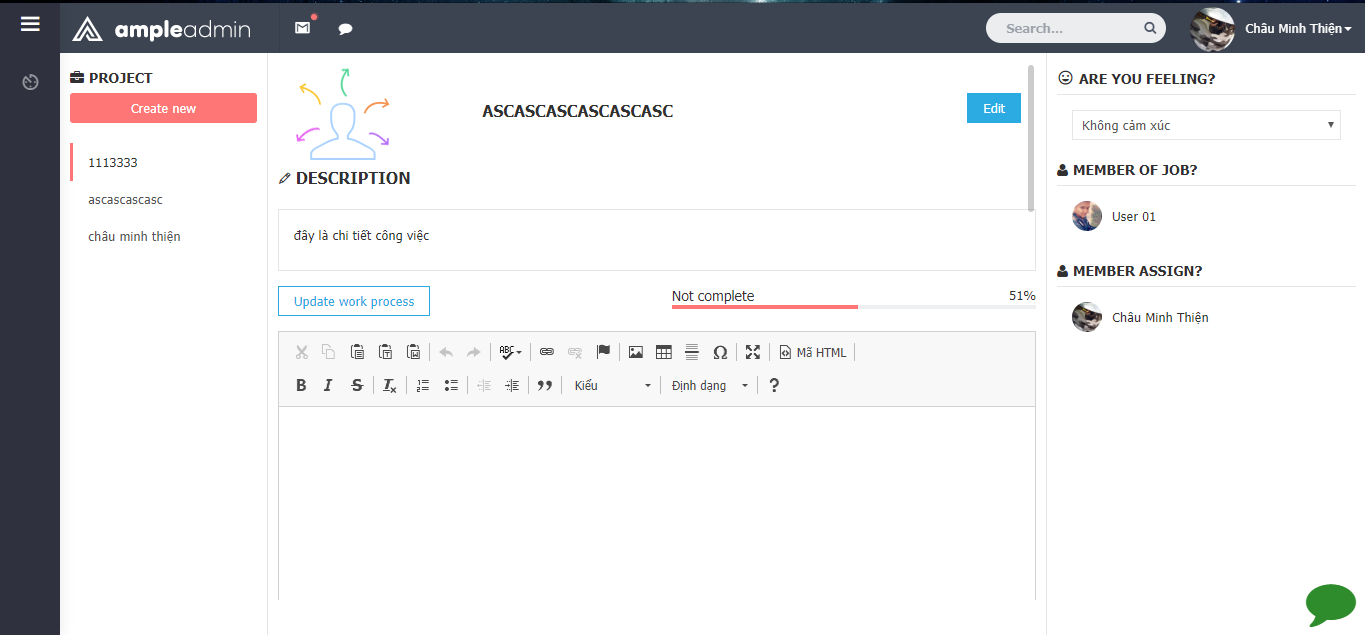 ampleadmin
Search...
Châu Minh Thiện
PROJECT
Create new
1113333
ascascascasc
châu minh thiện
ASCASCASCASCASCASC
Edit
DESCRIPTION
đây là chi tiết công việc
Update work process
Not complete
51%
ABC
Mã HTML
B I S Ix
Kiểu
Định dạng
?
ARE YOU FEELING?
Không cảm xúc
MEMBER OF JOB?
User 01
MEMBER ASSIGN?
Châu Minh Thiện